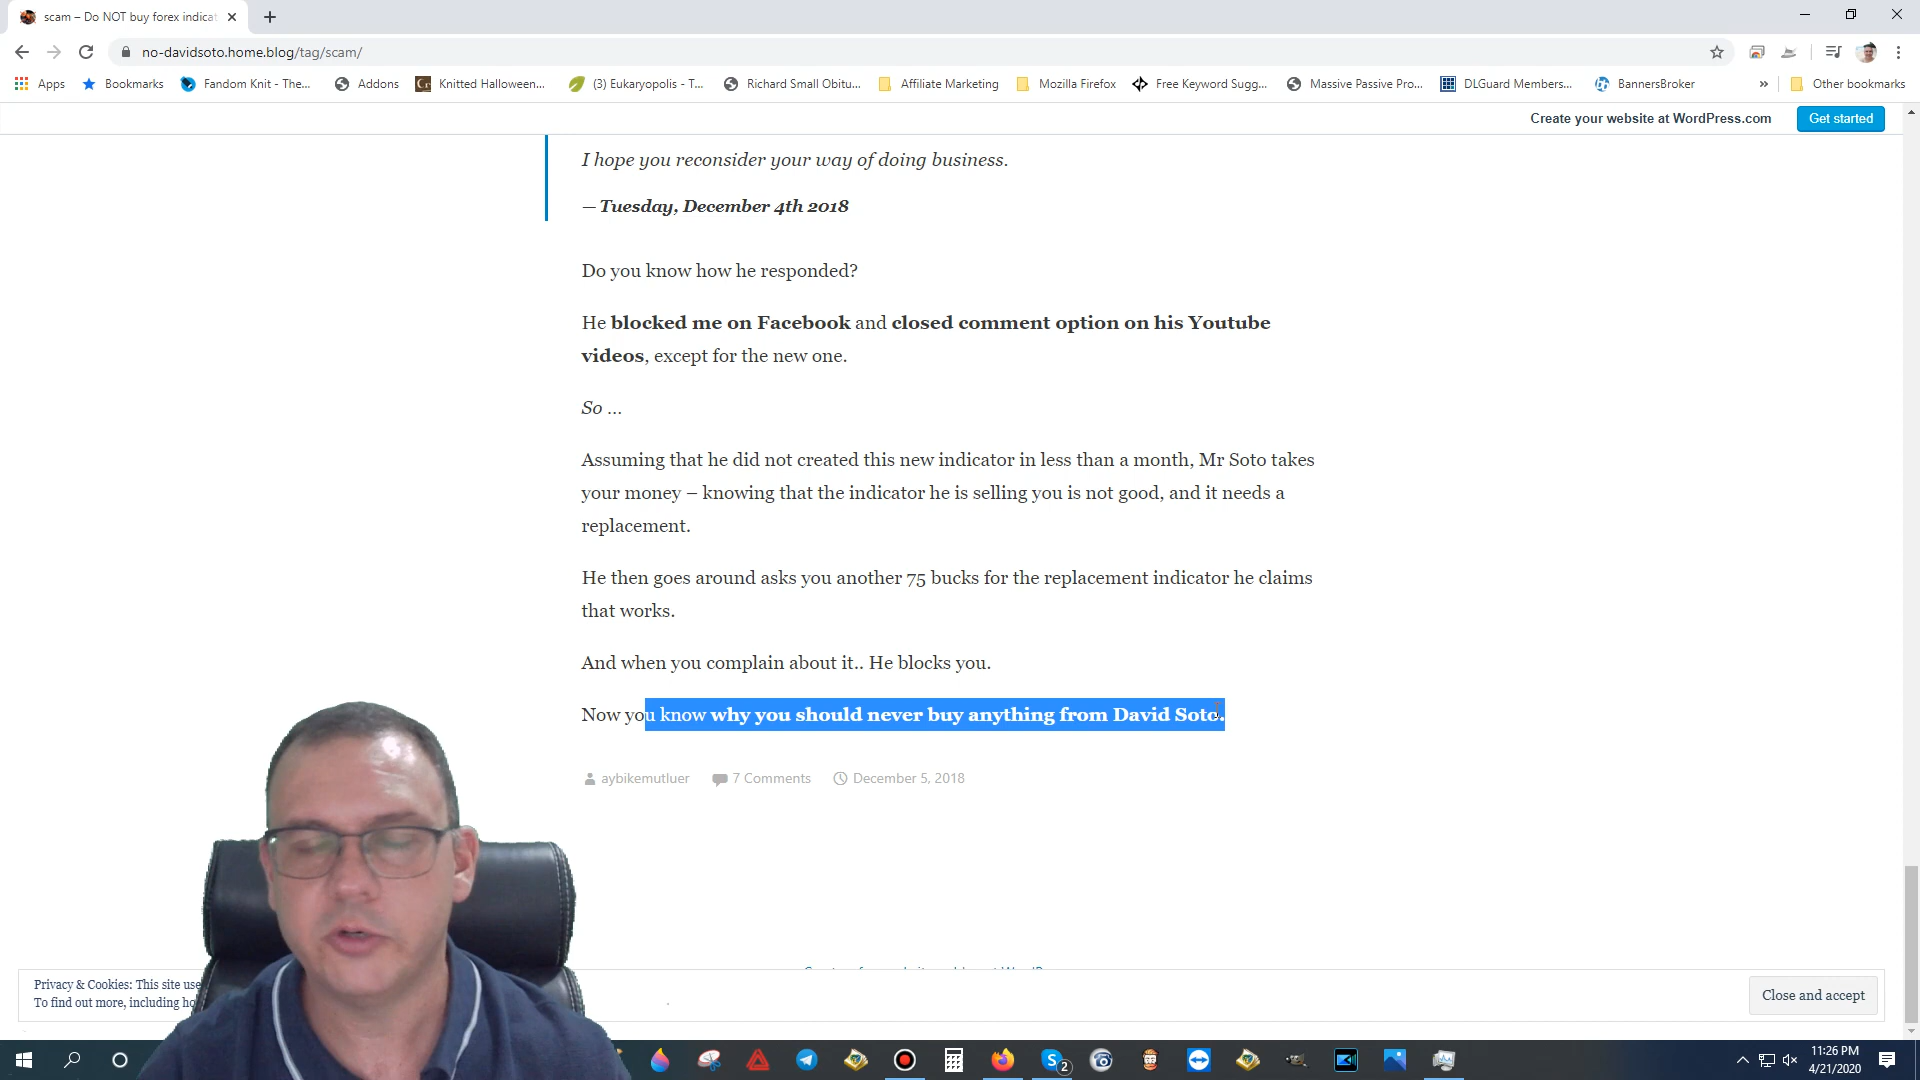 scam – Do NOT buy forex indicat
no-davidsoto.home.blog/tag/scam/
Apps
Bookmarks
Fandom Knit - The...
Addons
Knitted Halloween...
(3) Eukaryopolis - T...
Richard Small Obitu...
Affiliate Marketing
Mozilla Firefox
Free Keyword Sugg...
Massive Passive Pro...
DLGuard Members...
BannersBroker
»
Other bookmarks
Create your website at WordPress.com
Get started
I hope you reconsider your way of doing business.
— Tuesday, December 4th 2018
Do you know how he responded?
He blocked me on Facebook and closed comment option on his Youtube
videos, except for the new one.
So ...
Assuming that he did not created this new indicator in less than a month, Mr Soto takes
your money – knowing that the indicator he is selling you is not good, and it needs a
replacement.
He then goes around asks you another 75 bucks for the replacement indicator he claims
that works.
And when you complain about it.. He blocks you.
Now you know why you should never buy anything from David Soto.
aybikemutluer
7 Comments
December 5, 2018
Privacy & Cookies: This site use
To find out more, including ho
Close and accept
2
11:26 PM
4/21/2020